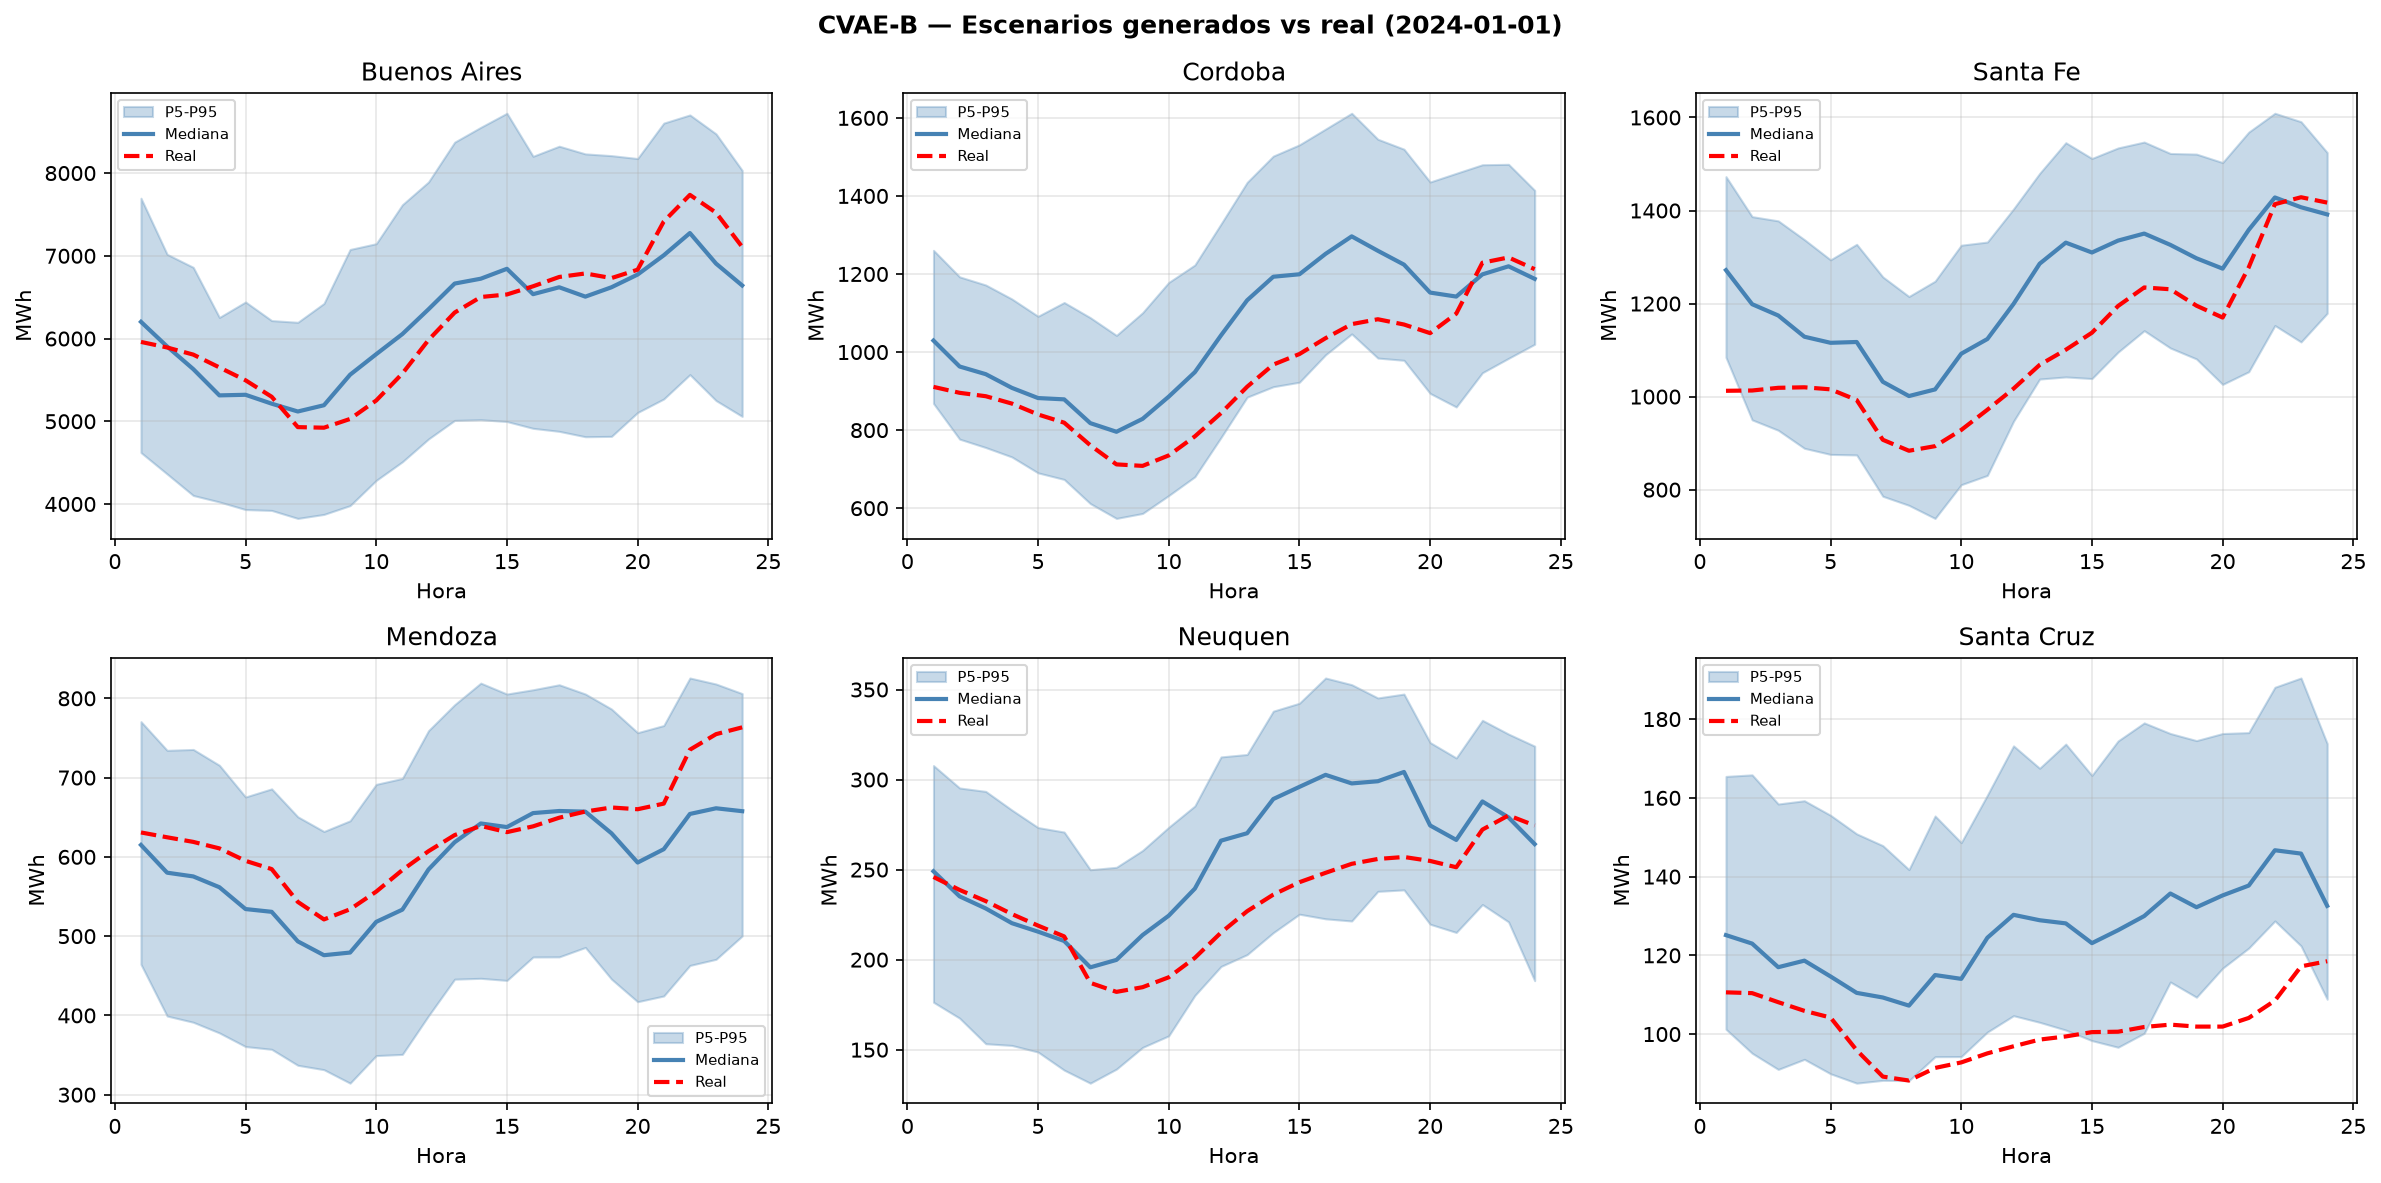 CVAE-B — Escenarios generados vs real (2024-01-01)
Buenos Aires
P5-P95
Mediana
Real
MWh
8000
7000
6000
5000
4000
0 5 10 15 20 25
Hora
Cordoba
P5-P95
Mediana
Real
MWh
1600
1400
1200
1000
800
600
0 5 10 15 20 25
Hora
Santa Fe
P5-P95
Mediana
Real
MWh
1600
1400
1200
1000
800
0 5 10 15 20 25
Hora
Mendoza
MWh
800
700
600
500
400
300
P5-P95
Mediana
Real
0 5 10 15 20 25
Hora
Neuquen
P5-P95
Mediana
Real
MWh
350
300
250
200
150
0 5 10 15 20 25
Hora
Santa Cruz
P5-P95
Mediana
Real
MWh
180
160
140
120
100
0 5 10 15 20 25
Hora